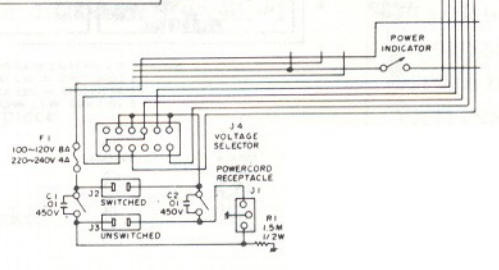 POWER
INDICATOR
F1
100~120V 8A
220~240V 4A
J4
VOLTAGE
SELECTOR
POWERCORD
RECEPTACLE
C1
.01
450V
J2
SWITCHED
C2
.01
450V
J1
J3
UNSWITCHED
R1
1.5M
1/2W